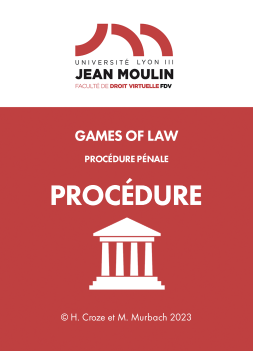 UNIVERSITÉ LYON III
JEAN MOULIN
FACULTÉ DE DROIT VIRTUELLE FDV
GAMES OF LAW
PROCÉDURE PÉNALE
PROCÉDURE
© H. Croze et M. Murbach 2023